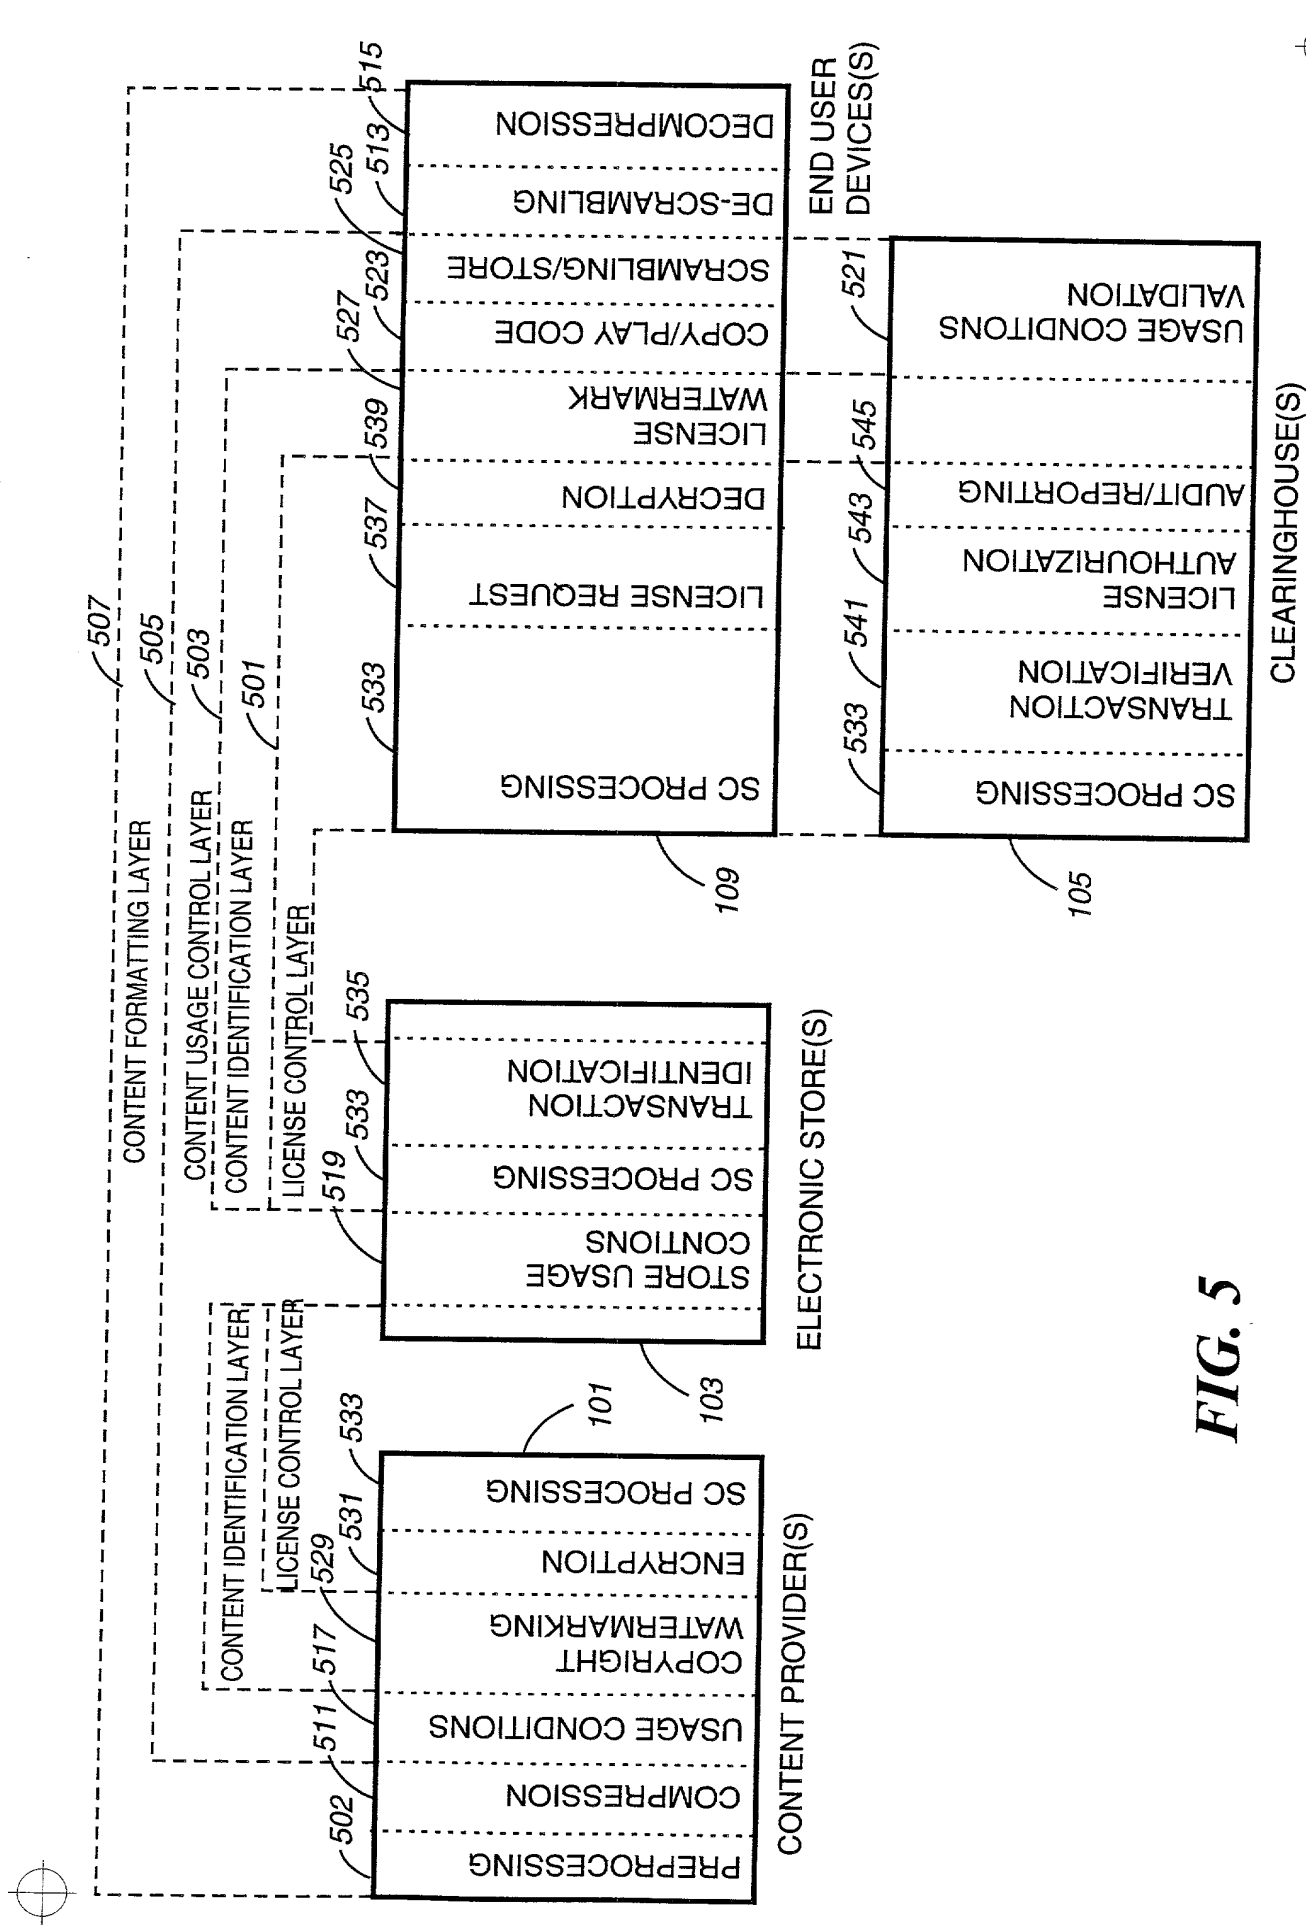 507
CONTENT FORMATTING LAYER
505
CONTENT USAGE CONTROL LAYER
503
CONTENT IDENTIFICATION LAYER
501
LICENSE CONTROL LAYER
CONTENT IDENTIFICATION LAYER
LICENSE CONTROL LAYER
502
511
517
529
531
533
PREPROCESSING
COMPRESSION
USAGE CONDITIONS
COPYRIGHT
WATERMARKING
ENCRYPTION
SC PROCESSING
101
CONTENT PROVIDER(S)
519
533
535
STORE USAGE
CONTIONS
SC PROCESSING
TRANSACTION
IDENTIFICATION
103
ELECTRONIC STORE(S)
533
537
539
527
523
525
513
515
SC PROCESSING
LICENSE REQUEST
DECRYPTION
LICENSE
WATERMARK
COPY/PLAY CODE
SCRAMBLING/STORE
DE-SCRAMBLING
DECOMPRESSION
109
END USER
DEVICES(S)
533
541
543
545
521
SC PROCESSING
TRANSACTION
VERIFICATION
LICENSE
AUTHOURIZATION
AUDIT/REPORTING
USAGE CONDITONS
VALIDATION
105
CLEARINGHOUSE(S)
FIG. 5